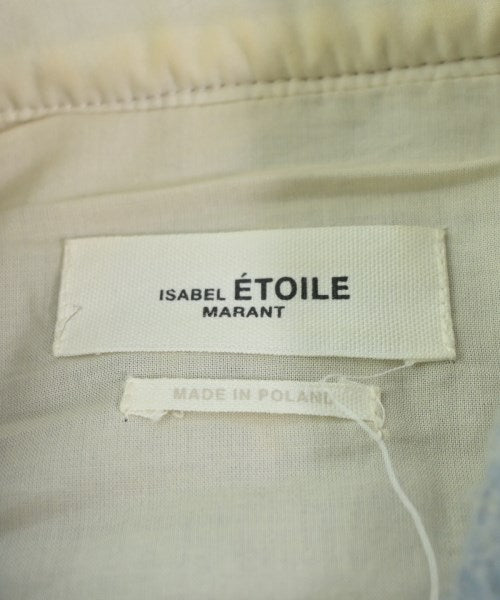 ISABEL ÉTOILE
MARANT
MADE IN POLAND